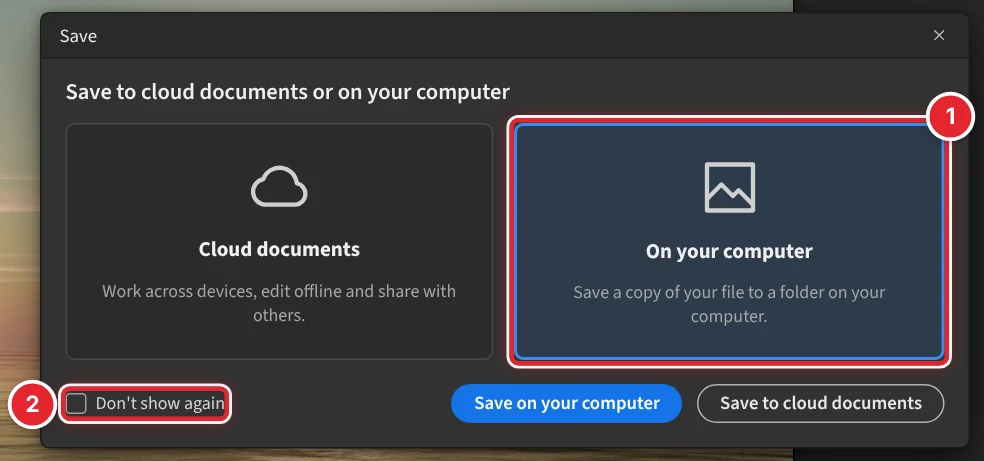 Save
Save to cloud documents or on your computer
1
Cloud documents
Work across devices, edit offline and share with
others.
On your computer
Save a copy of your file to a folder on your
computer.
2
Don't show again
Save on your computer
Save to cloud documents